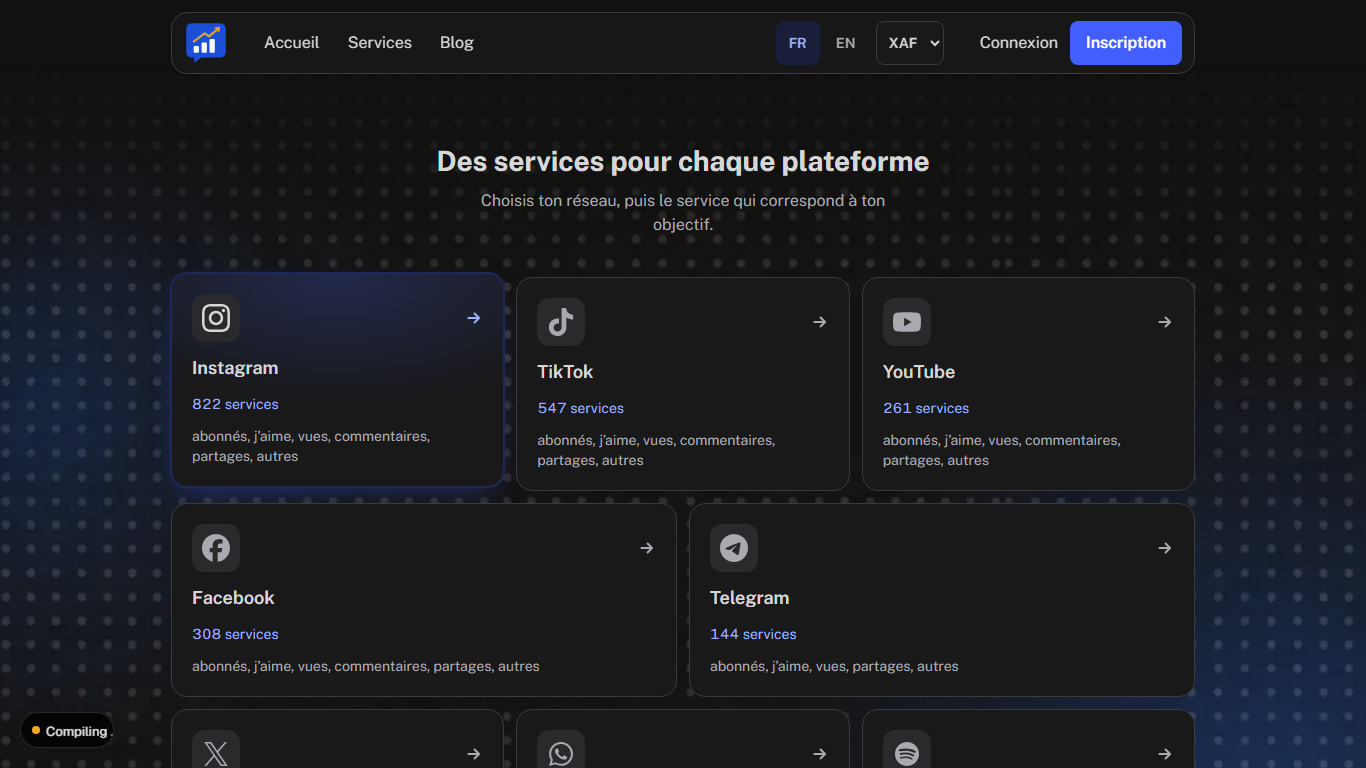 Accueil
Services
Blog
FR
EN
XAF
Connexion
Inscription
Des services pour chaque plateforme
Choisis ton réseau, puis le service qui correspond à ton
objectif.
Instagram
822 services
abonnés, j’aime, vues, commentaires,
partages, autres
TikTok
547 services
abonnés, j’aime, vues, commentaires,
partages, autres
YouTube
261 services
abonnés, j’aime, vues, commentaires,
partages, autres
Facebook
308 services
abonnés, j’aime, vues, commentaires, partages, autres
Telegram
144 services
abonnés, j’aime, vues, partages, autres
Compiling .